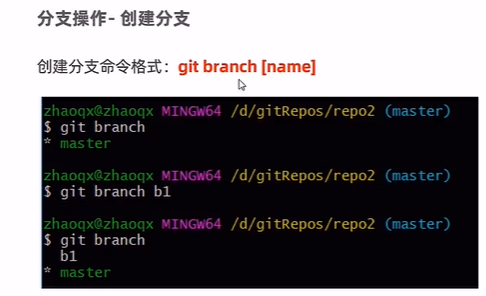 分支操作- 创建分支
创建分支命令格式：git branch [name]
zhaoqx@zhaoqx MINGW64 /d/gitRepos/repo2 (master)
$ git branch
* master
zhaoqx@zhaoqx MINGW64 /d/gitRepos/repo2 (master)
$ git branch b1
zhaoqx@zhaoqx MINGW64 /d/gitRepos/repo2 (master)
$ git branch
b1
* master